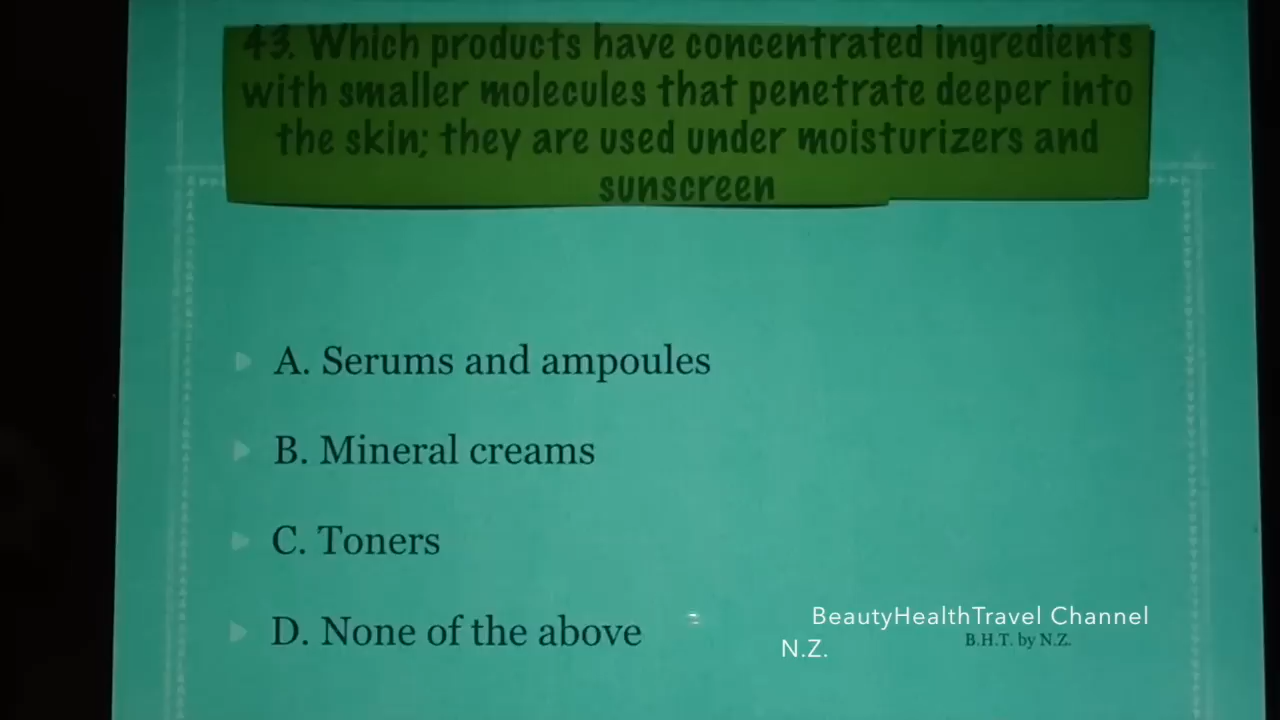 43. Which products have concentrated ingredients
with smaller molecules that penetrate deeper into
the skin; they are used under moisturizers and
sunscreen
A. Serums and ampoules
B. Mineral creams
C. Toners
D. None of the above
BeautyHealthTravel Channel
N.Z.
B.H.T. by N.Z.